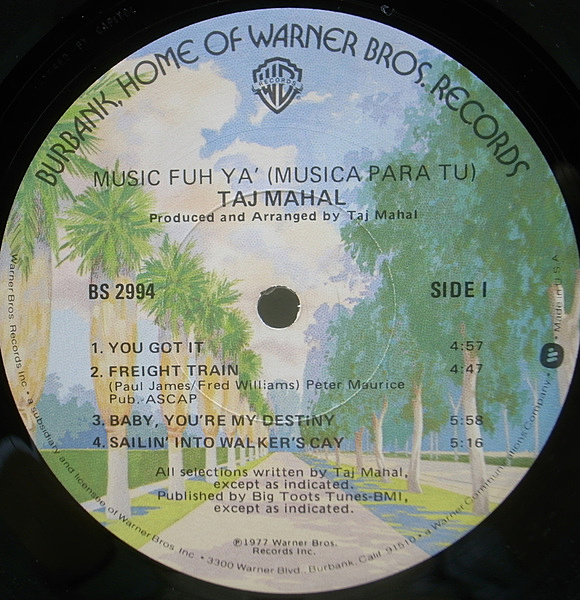 BURBANK, HOME OF WARNER BROS. RECORDS
RECORDS
MUSIC FUH YA' (MUSICA PARA TU)
TAJ MAHAL
Produced and Arranged by Taj Mahal
BS 2994
SIDE I
1. YOU GOT IT 4:57
2. FREIGHT TRAIN 4:47
(Paul James/Fred Williams) Peter Maurice
Pub.-ASCAP
3. BABY, YOU'RE MY DESTINY 5:58
4. SAILIN' INTO WALKER'S CAY 5:16
All selections written by Taj Mahal,
except as indicated.
Published by Big Toots Tunes-BMI,
except as indicated.
℗1977 Warner Bros.
Records Inc.
Warner Bros. Records Inc. • a subsidiary and licensee of Warner Bros. Inc. • 3300 Warner Blvd., Burbank, Calif. 91510 • a Warner Communications Company • Made in U.S.A.